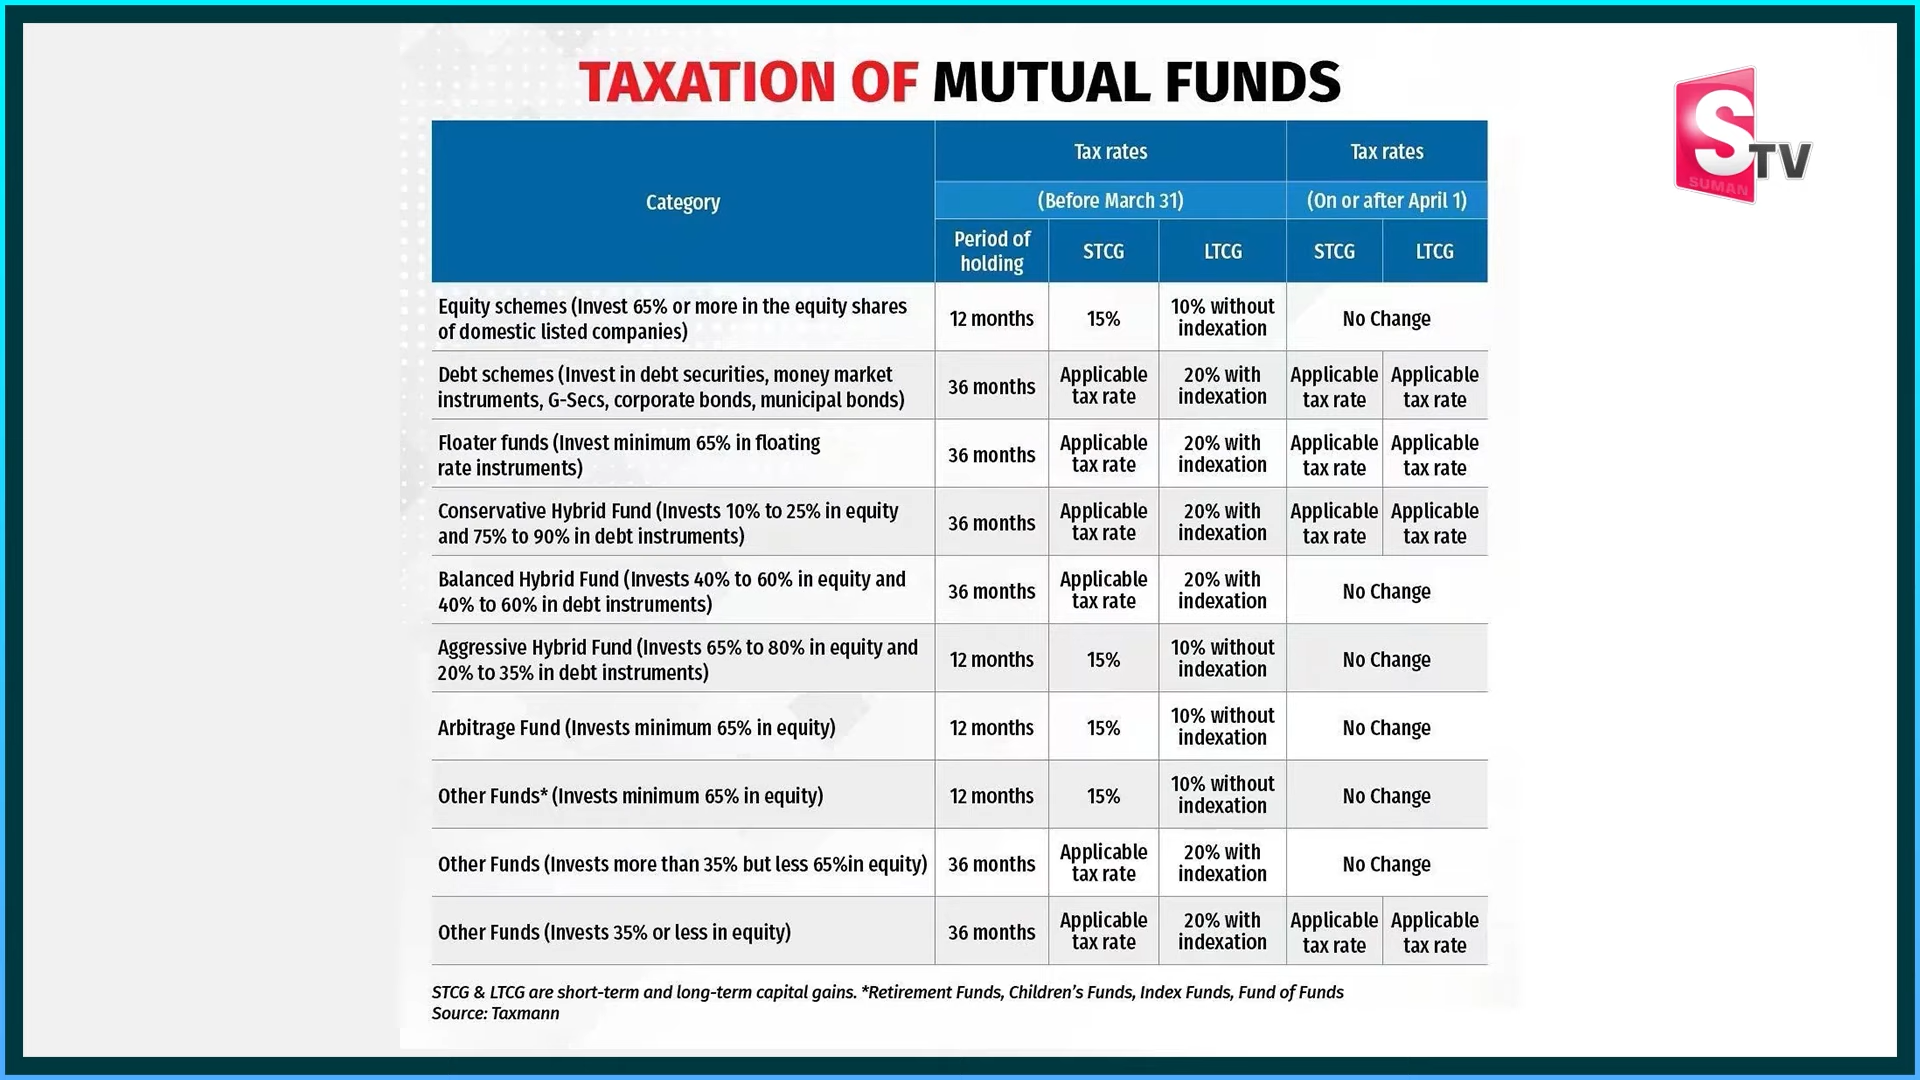 TAXATION OF MUTUAL FUNDS
S
TV
SUMAN
Category
Tax rates
Tax rates
(Before March 31)
(On or after April 1)
Period of
holding
STCG
LTCG
STCG
LTCG
Equity schemes (Invest 65% or more in the equity shares
of domestic listed companies)
12 months
15%
10% without
indexation
No Change
Debt schemes (Invest in debt securities, money market
instruments, G-Secs, corporate bonds, municipal bonds)
36 months
Applicable
tax rate
20% with
indexation
Applicable
tax rate
Applicable
tax rate
Floater funds (Invest minimum 65% in floating
rate instruments)
36 months
Applicable
tax rate
20% with
indexation
Applicable
tax rate
Applicable
tax rate
Conservative Hybrid Fund (Invests 10% to 25% in equity
and 75% to 90% in debt instruments)
36 months
Applicable
tax rate
20% with
indexation
Applicable
tax rate
Applicable
tax rate
Balanced Hybrid Fund (Invests 40% to 60% in equity and
40% to 60% in debt instruments)
36 months
Applicable
tax rate
20% with
indexation
No Change
Aggressive Hybrid Fund (Invests 65% to 80% in equity and
20% to 35% in debt instruments)
12 months
15%
10% without
indexation
No Change
Arbitrage Fund (Invests minimum 65% in equity)
12 months
15%
10% without
indexation
No Change
Other Funds* (Invests minimum 65% in equity)
12 months
15%
10% without
indexation
No Change
Other Funds (Invests more than 35% but less 65%in equity)
36 months
Applicable
tax rate
20% with
indexation
No Change
Other Funds (Invests 35% or less in equity)
36 months
Applicable
tax rate
20% with
indexation
Applicable
tax rate
Applicable
tax rate
STCG & LTCG are short-term and long-term capital gains. *Retirement Funds, Children's Funds, Index Funds, Fund of Funds
Source: Taxmann